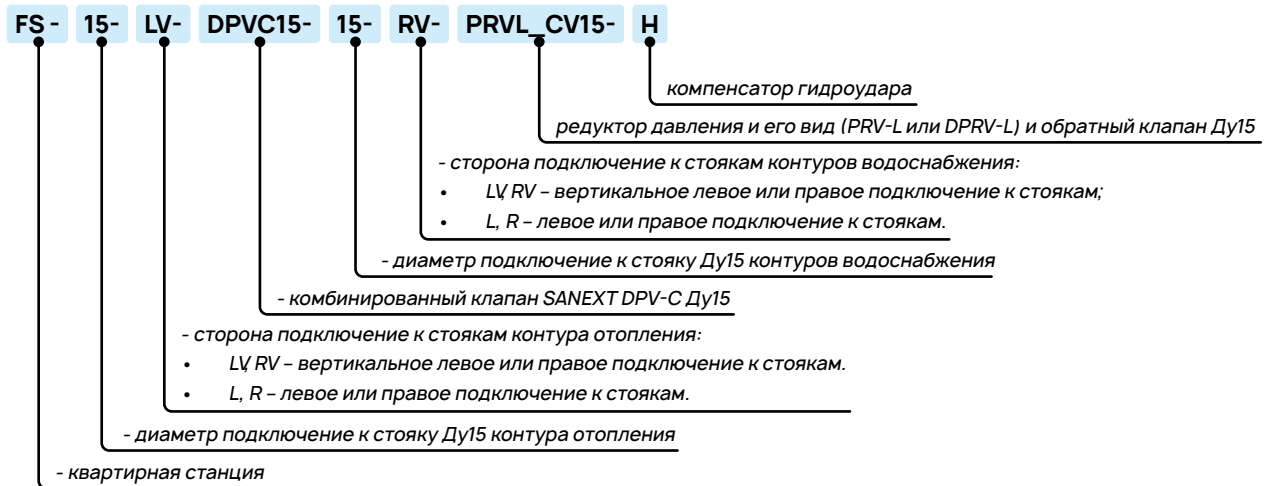 FS - 15- LV- DPVC15- 15- RV- PRVL_CV15- H
компенсатор гидроудара
редуктор давления и его вид (PRV-L или DPRV-L) и обратный клапан Ду15
- сторона подключение к стоякам контуров водоснабжения:
• LV, RV – вертикальное левое или правое подключение к стоякам;
• L, R – левое или правое подключение к стоякам.
- диаметр подключение к стояку Ду15 контуров водоснабжения
- комбинированный клапан SANEXT DPV-C Ду15
- сторона подключение к стоякам контура отопления:
• LV, RV – вертикальное левое или правое подключение к стоякам.
• L, R – левое или правое подключение к стоякам.
- диаметр подключение к стояку Ду15 контура отопления
- квартирная станция